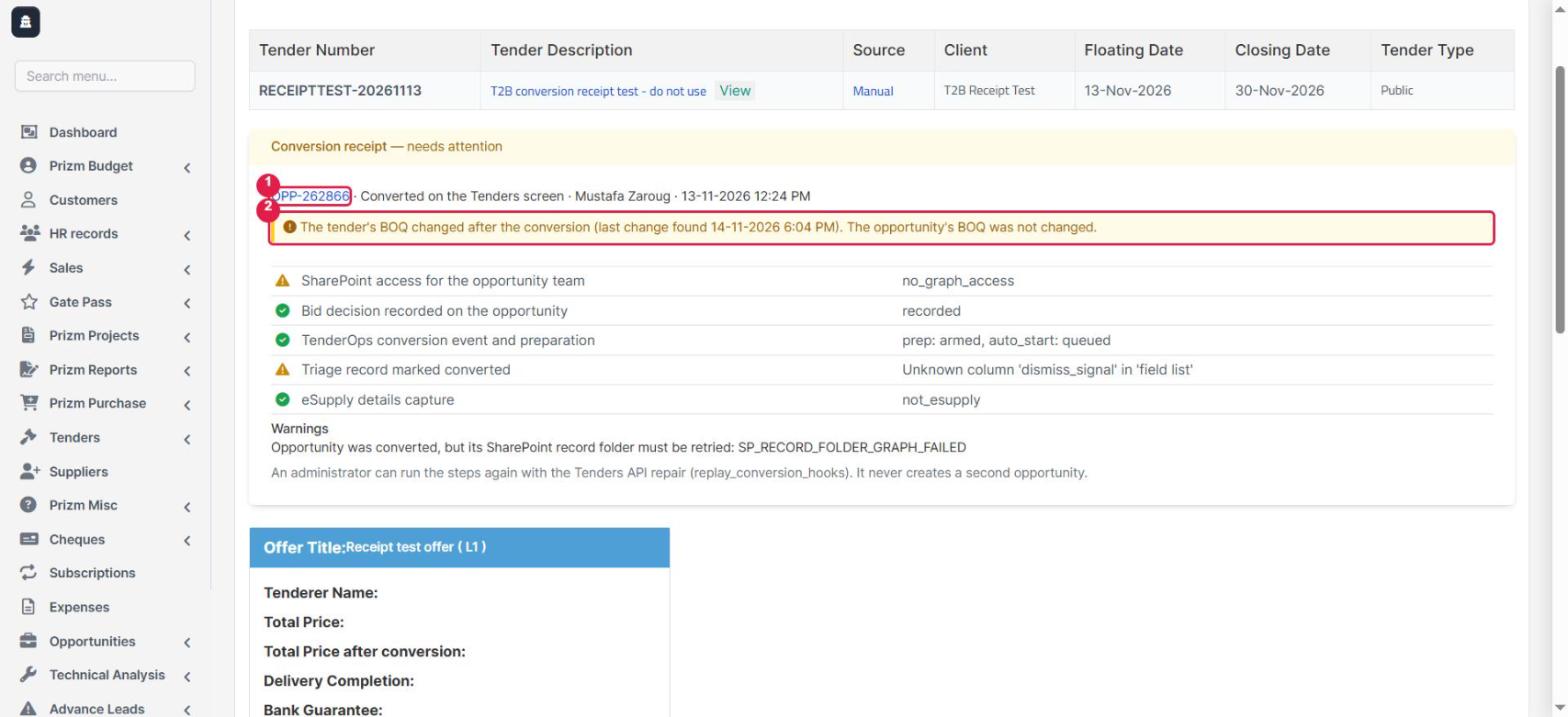 Search menu...
Dashboard
Prizm Budget
Customers
HR records
Sales
Gate Pass
Prizm Projects
Prizm Reports
Prizm Purchase
Tenders
Suppliers
Prizm Misc
Cheques
Subscriptions
Expenses
Opportunities
Technical Analysis
Advance Leads
Tender Number Tender Description Source Client Floating Date Closing Date Tender Type
RECEIPTTEST-20261113 T2B conversion receipt test - do not use View Manual T2B Receipt Test 13-Nov-2026 30-Nov-2026 Public
Conversion receipt — needs attention
1
OPP-262866 · Converted on the Tenders screen · Mustafa Zaroug · 13-11-2026 12:24 PM
2
The tender's BOQ changed after the conversion (last change found 14-11-2026 6:04 PM). The opportunity's BOQ was not changed.
SharePoint access for the opportunity team no_graph_access
Bid decision recorded on the opportunity recorded
TenderOps conversion event and preparation prep: armed, auto_start: queued
Triage record marked converted Unknown column 'dismiss_signal' in 'field list'
eSupply details capture not_esupply
Warnings
Opportunity was converted, but its SharePoint record folder must be retried: SP_RECORD_FOLDER_GRAPH_FAILED
An administrator can run the steps again with the Tenders API repair (replay_conversion_hooks). It never creates a second opportunity.
Offer Title:Receipt test offer ( L1 )
Tenderer Name:
Total Price:
Total Price after conversion:
Delivery Completion:
Bank Guarantee: